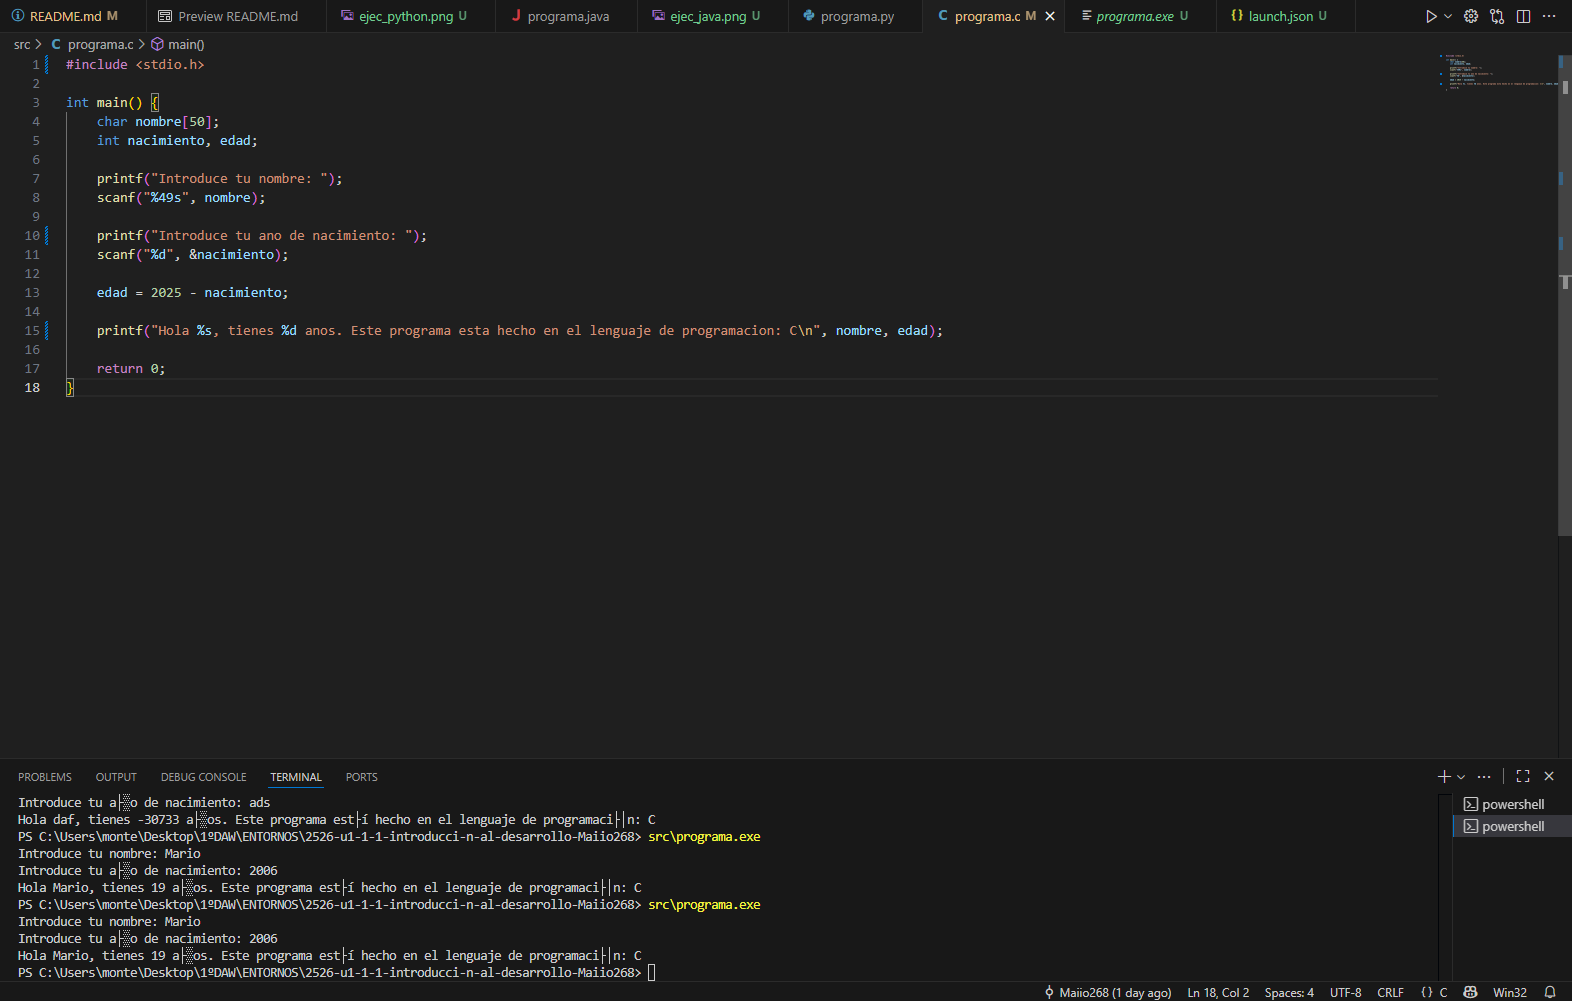 README.md M
Preview README.md
ejec_python.png U
programa.java
ejec_java.png U
programa.py
programa.c M
programa.exe U
launch.json U
src > programa.c > main()
1 #include <stdio.h>
2
3 int main() {
4 char nombre[50];
5 int nacimiento, edad;
6
7 printf("Introduce tu nombre: ");
8 scanf("%49s", nombre);
9
10 printf("Introduce tu ano de nacimiento: ");
11 scanf("%d", &nacimiento);
12
13 edad = 2025 - nacimiento;
14
15 printf("Hola %s, tienes %d anos. Este programa esta hecho en el lenguaje de programacion: C\n", nombre, edad);
16
17 return 0;
18 }
PROBLEMS OUTPUT DEBUG CONSOLE TERMINAL PORTS
Introduce tu a├▒o de nacimiento: ads
Hola daf, tienes -30733 a├▒os. Este programa est├í hecho en el lenguaje de programaci├│n: C
PS C:\Users\monte\Desktop\1ºDAW\ENTORNOS\2526-u1-1-1-introducci-n-al-desarrollo-Maiio268> src\programa.exe
Introduce tu nombre: Mario
Introduce tu a├▒o de nacimiento: 2006
Hola Mario, tienes 19 a├▒os. Este programa est├í hecho en el lenguaje de programaci├│n: C
PS C:\Users\monte\Desktop\1ºDAW\ENTORNOS\2526-u1-1-1-introducci-n-al-desarrollo-Maiio268> src\programa.exe
Introduce tu nombre: Mario
Introduce tu a├▒o de nacimiento: 2006
Hola Mario, tienes 19 a├▒os. Este programa est├í hecho en el lenguaje de programaci├│n: C
PS C:\Users\monte\Desktop\1ºDAW\ENTORNOS\2526-u1-1-1-introducci-n-al-desarrollo-Maiio268>
powershell
powershell
Maiio268 (1 day ago) Ln 18, Col 2 Spaces: 4 UTF-8 CRLF {} C Win32